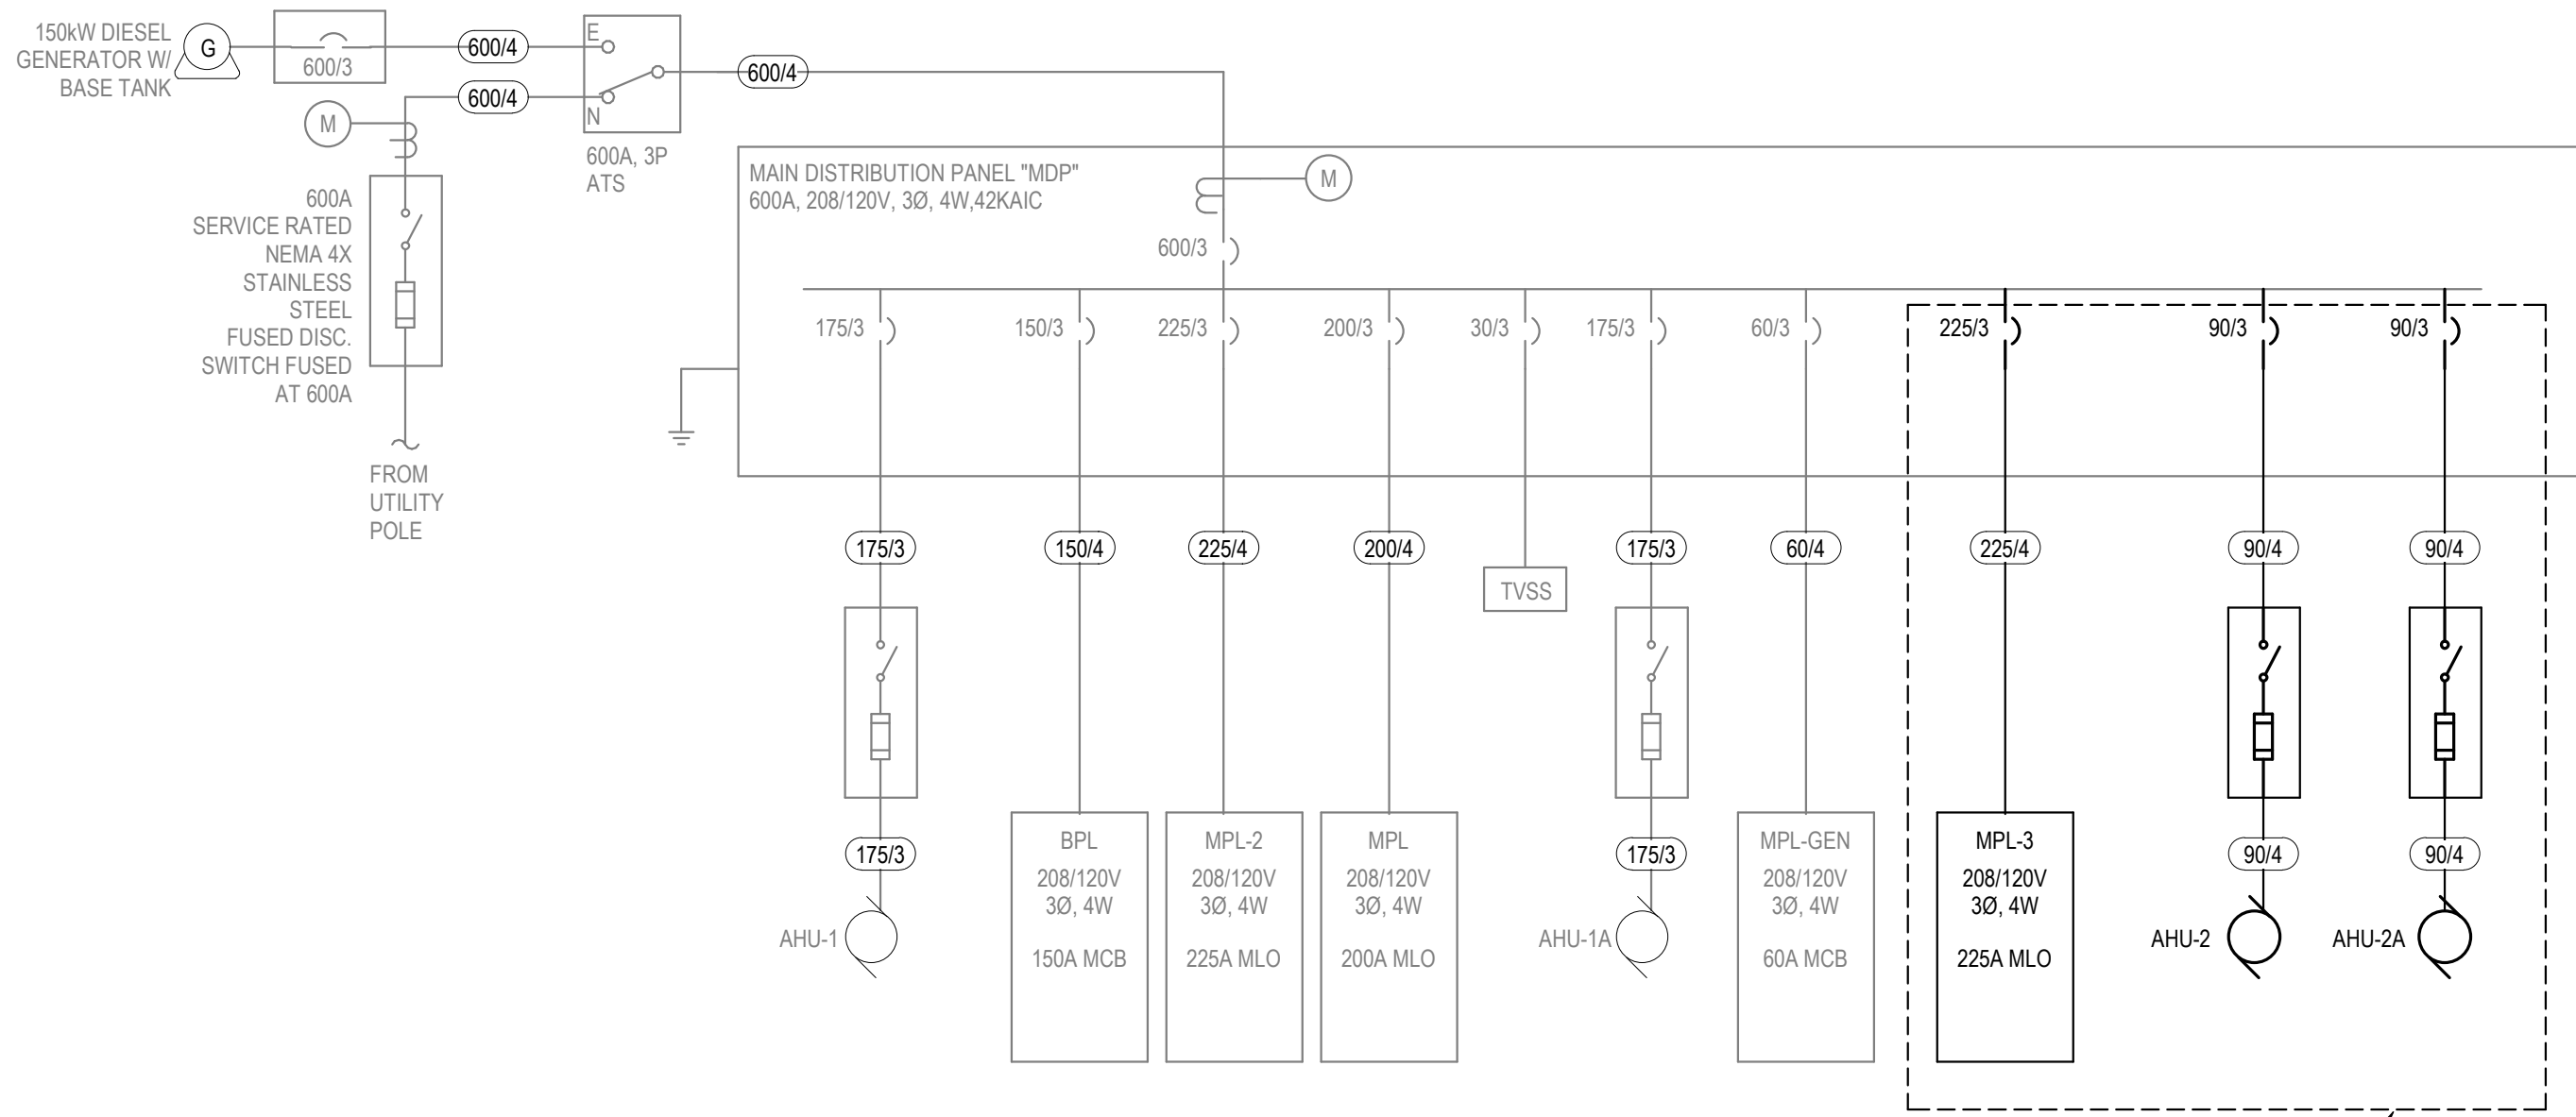 150kW DIESEL
GENERATOR W/
BASE TANK
G
600/3
600/4
600/4
E
N
600/4
M
600A, 3P
ATS
600A
SERVICE RATED
NEMA 4X
STAINLESS
STEEL
FUSED DISC.
SWITCH FUSED
AT 600A
FROM
UTILITY
POLE
MAIN DISTRIBUTION PANEL "MDP"
600A, 208/120V, 3Ø, 4W,42KAIC
M
600/3
175/3
150/3
225/3
200/3
30/3
175/3
60/3
225/3
90/3
90/3
175/3
150/4
225/4
200/4
175/3
60/4
225/4
90/4
90/4
TVSS
175/3
175/3
90/4
90/4
AHU-1
BPL
208/120V
3Ø, 4W
150A MCB
MPL-2
208/120V
3Ø, 4W
225A MLO
MPL
208/120V
3Ø, 4W
200A MLO
AHU-1A
MPL-GEN
208/120V
3Ø, 4W
60A MCB
MPL-3
208/120V
3Ø, 4W
225A MLO
AHU-2
AHU-2A